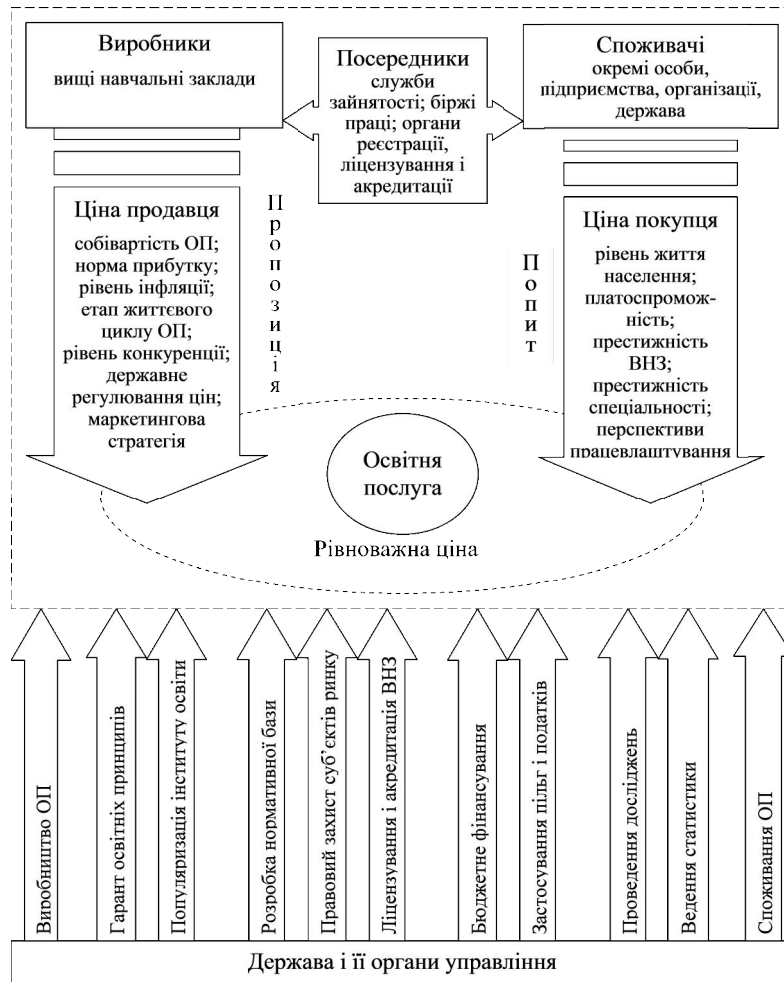 Виробники
вищі навчальні заклади
Посередники
служби
зайнятості; біржі
праці; органи
реєстрації,
ліцензування і
акредитації
Споживачі
окремі особи,
підприємства, організації,
держава
Ціна продавця
собівартість ОП;
норма прибутку;
рівень інфляції;
етап життєвого
циклу ОП;
рівень конкуренції;
державне
регулювання цін;
маркетингова
стратегія
Пропозиція
Попит
Ціна покупця
рівень життя
населення;
платоспромож-
ність;
престижність
ВНЗ;
престижність
спеціальності;
перспективи
працевлаштування
Освітня
послуга
Рівноважна ціна
Виробництво ОП
Гарант освітніх принципів
Популяризація інституту освіти
Розробка нормативної бази
Правовий захист суб’єктів ринку
Ліцензування і акредитація ВНЗ
Бюджетне фінансування
Застосування пільг і податків
Проведення досліджень
Ведення статистики
Споживання ОП
Держава і її органи управління